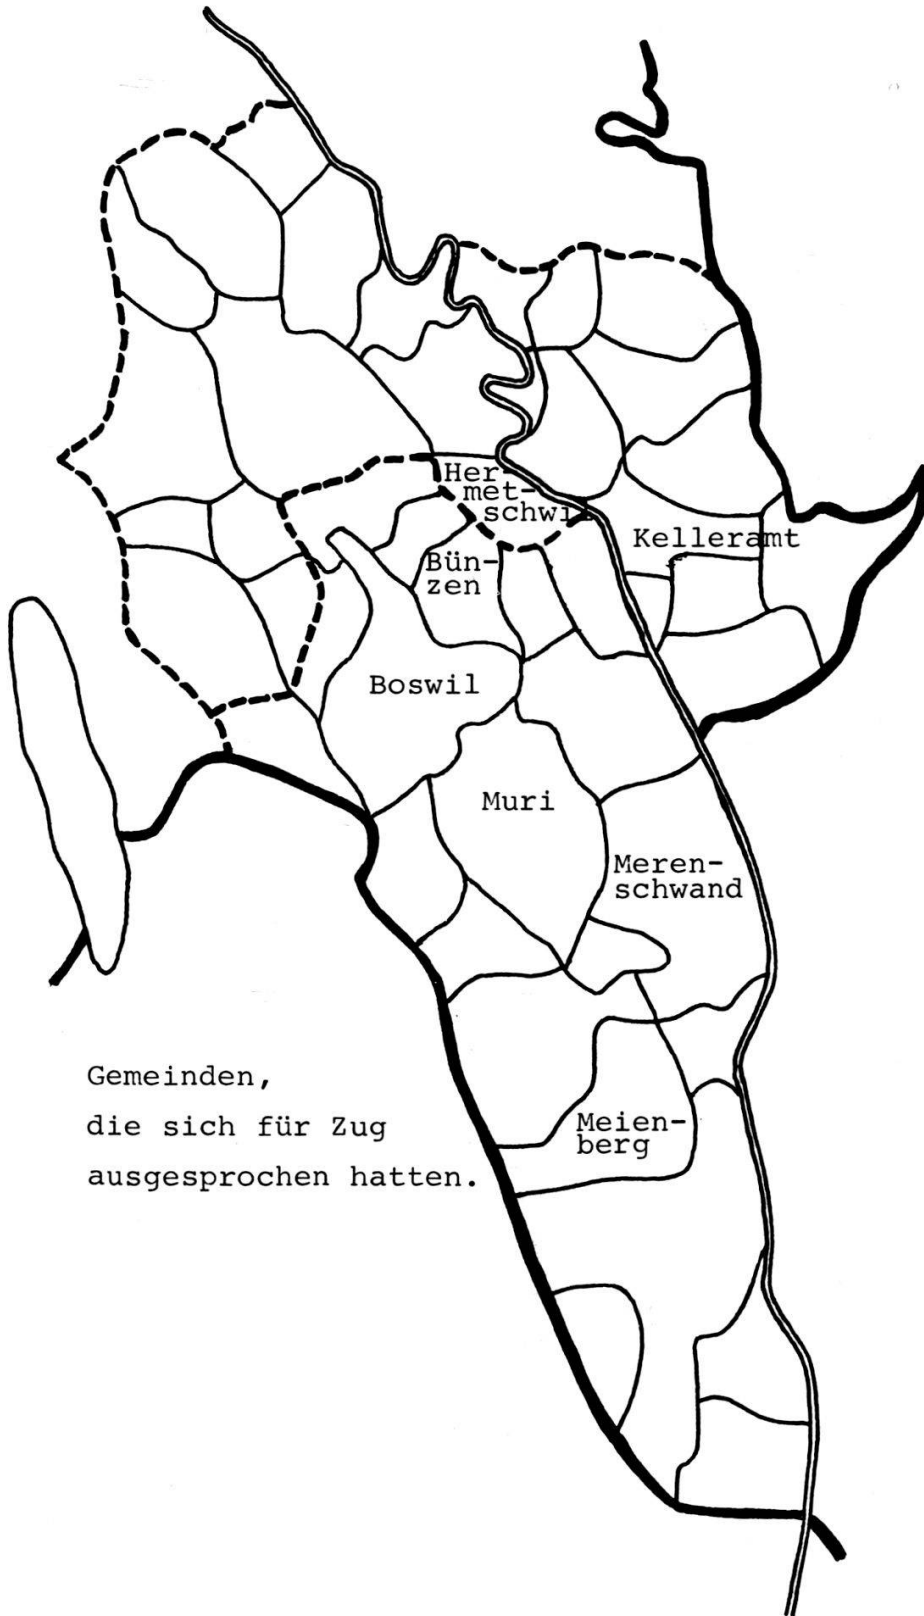 Her-
met-
schwil
Kelleramt
Bün-
zen
Boswil
Muri
Meren-
schwand
Gemeinden,
die sich für Zug
ausgesprochen hatten.
Meien-
berg